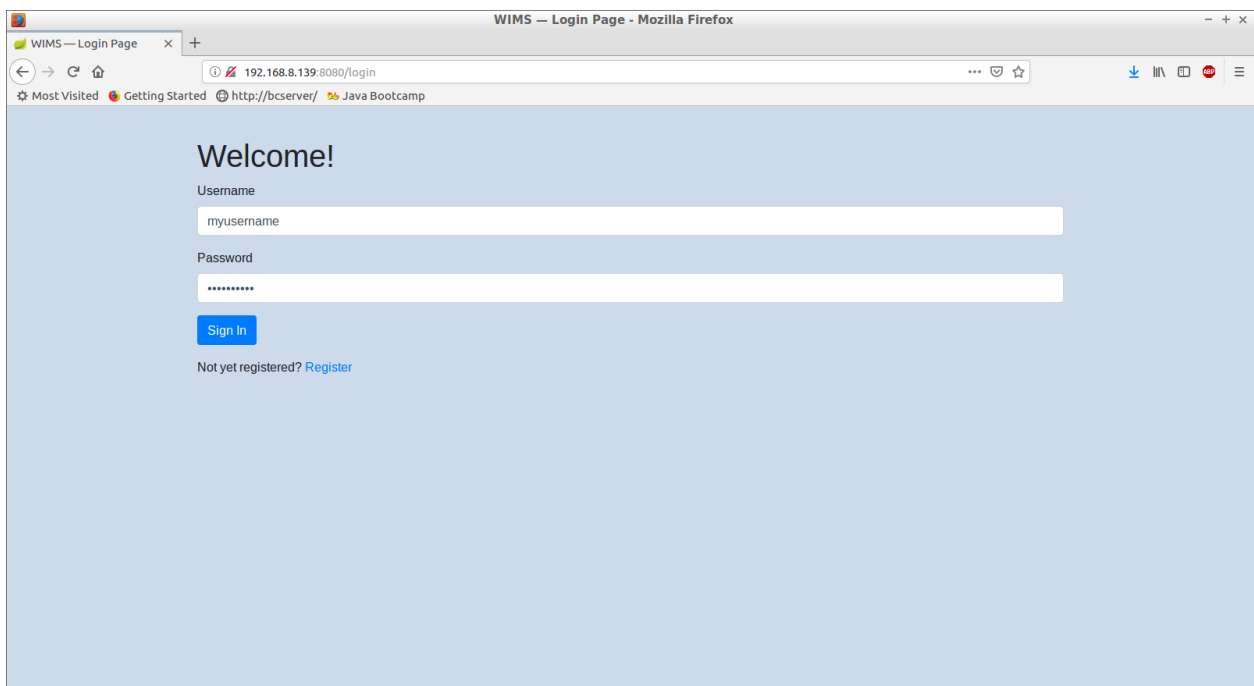 WIMS — Login Page - Mozilla Firefox
WIMS — Login Page
192.168.8.139:8080/login
ABP
Most Visited Getting Started http://bcserver/ Java Bootcamp
Welcome!
Username
myusername
Password
••••••••••
Sign In
Not yet registered? Register